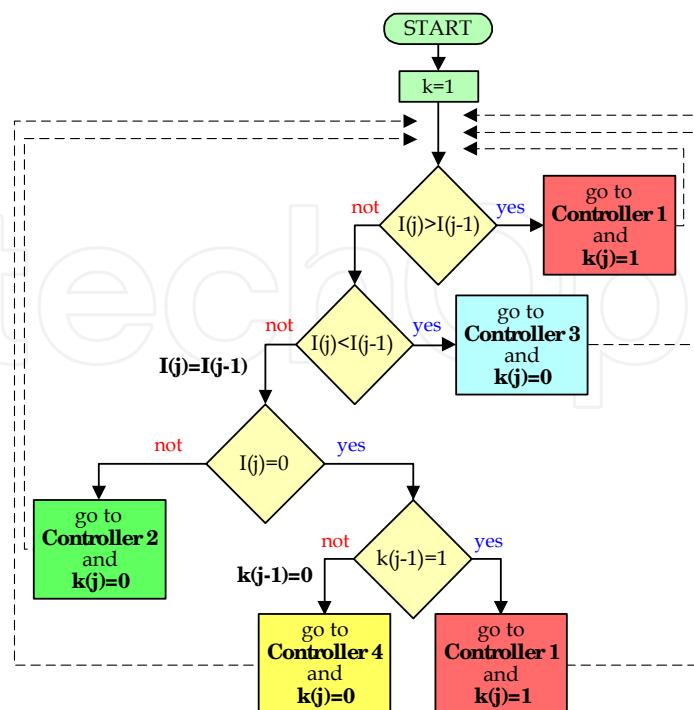 START
k=1
not
yes
I(j)>I(j-1)
go to
Controller 1
and
k(j)=1
not
yes
I(j)<I(j-1)
go to
Controller 3
and
k(j)=0
I(j)=I(j-1)
not
yes
I(j)=0
go to
Controller 2
and
k(j)=0
not
yes
k(j-1)=1
k(j-1)=0
go to
Controller 4
and
k(j)=0
go to
Controller 1
and
k(j)=1